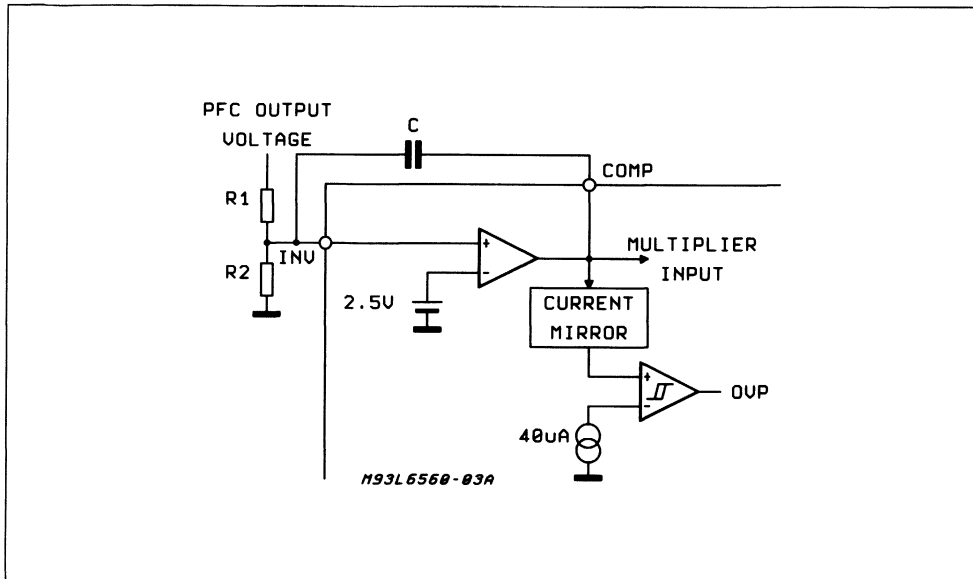 PFC OUTPUT
VOLTAGE
C
COMP
R1
+
INV
-
MULTIPLIER
INPUT
R2
2.5V
CURRENT
MIRROR
+
-
OVP
40uA
M93L6560-03A